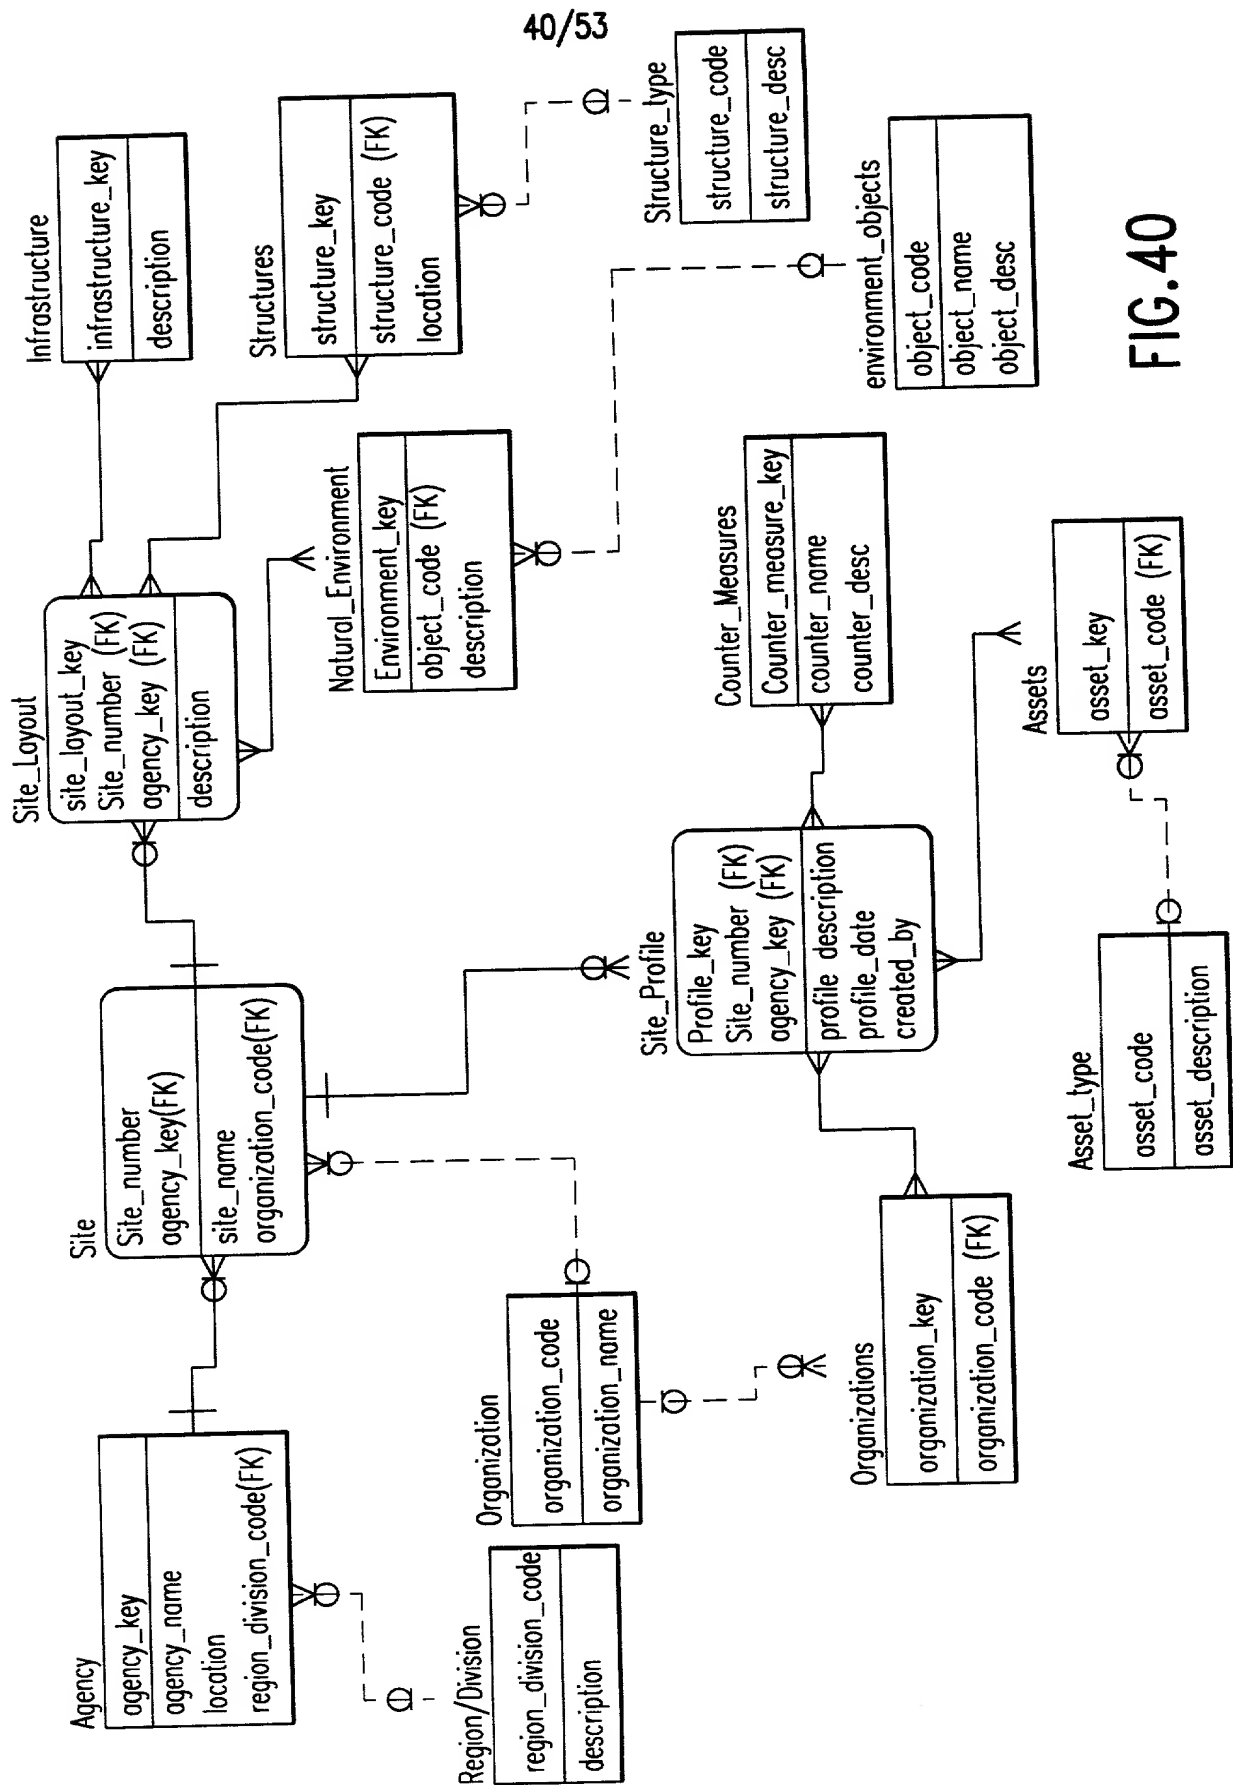 40/53
Agency
agency_key
agency_name
location
region_division_code(FK)
Region/Division
region_division_code
description
Site
Site_number
agency_key(FK)
site_name
organization_code(FK)
Organization
organization_code
organization_name
Organizations
organization_key
organization_code (FK)
Site_Layout
site_layout_key
Site_number (FK)
agency_key (FK)
description
Site_Profile
Profile_key
Site_number (FK)
agency_key (FK)
profile description
profile_date
created_by
Asset_type
asset_code
asset_description
Infrastructure
infrastructure_key
description
Structures
structure_key
structure_code (FK)
location
Natural_Environment
Environment_key
object_code (FK)
description
Counter_Measures
Counter_measure_key
counter_name
counter_desc
Assets
asset_key
asset_code (FK)
Structure_type
structure_code
structure_desc
environment_objects
object_code
object_name
object_desc
FIG.40